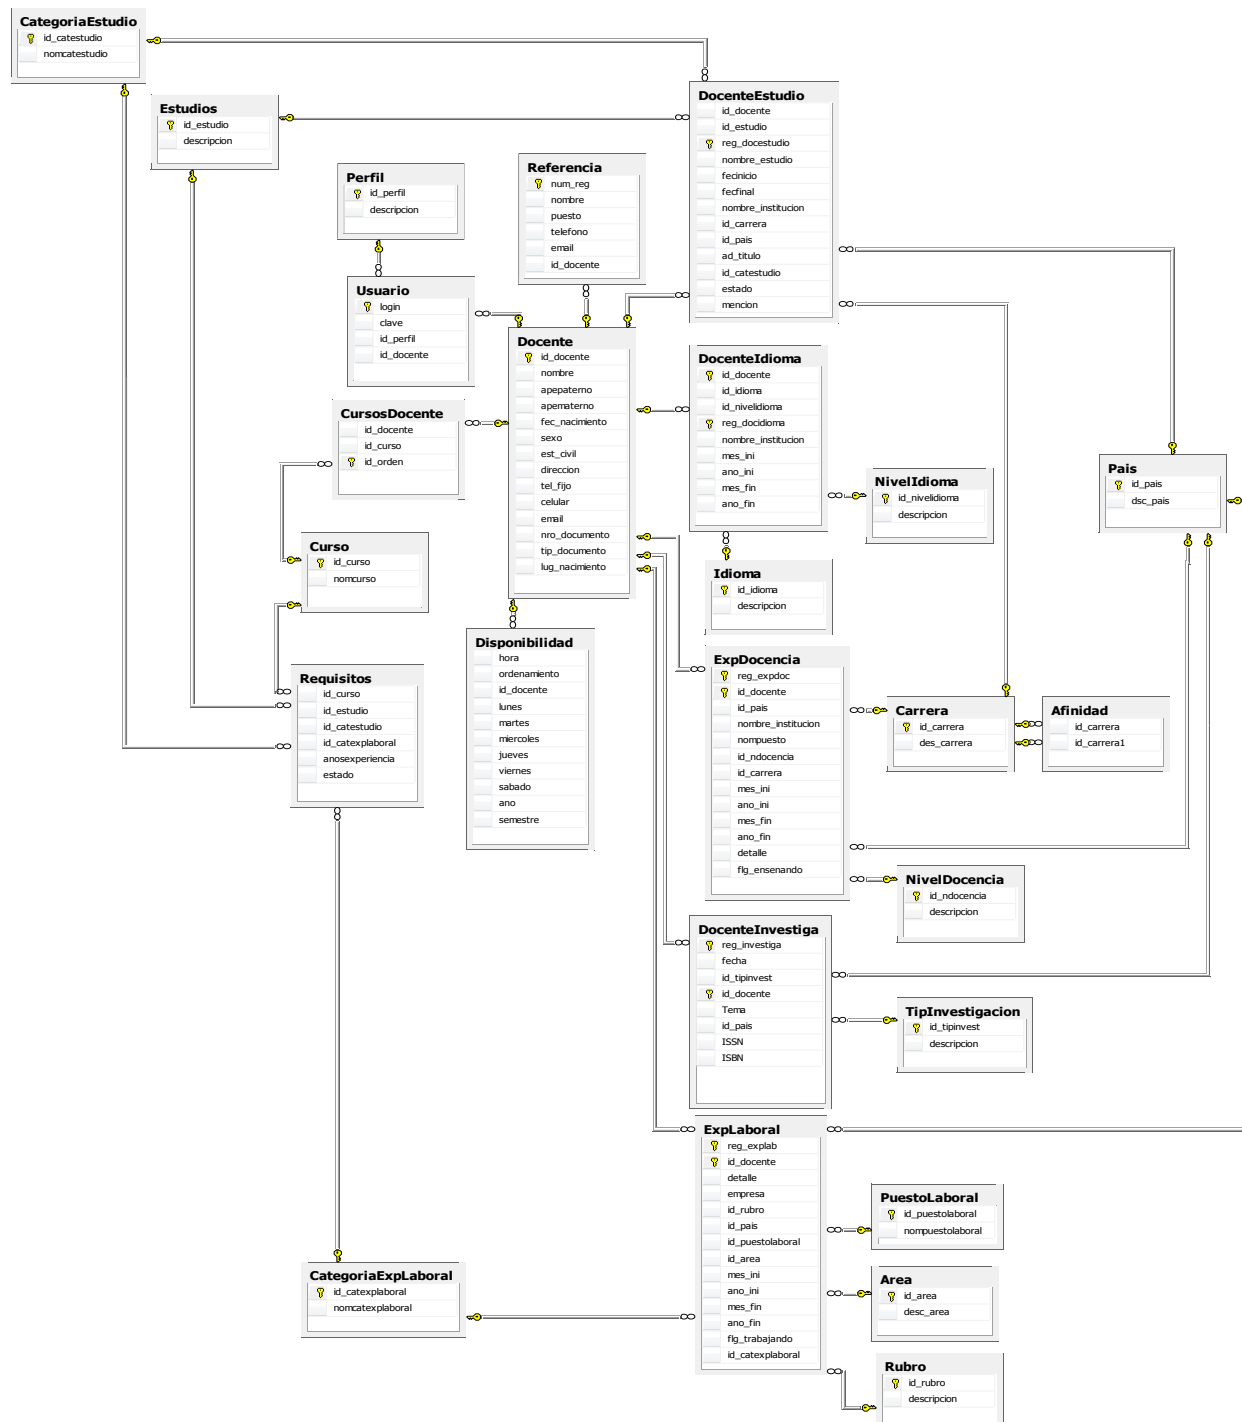 CategoriaEstudio
id_catestudio
nomcatestudio
Estudios
id_estudio
descripcion
DocenteEstudio
id_docente
id_estudio
reg_docestudio
nombre_estudio
fecinicio
fecfinal
nombre_institucion
id_carrera
id_pais
ad_titulo
id_catestudio
estado
mencion
Perfil
id_perfil
descripcion
Referencia
num_reg
nombre
puesto
telefono
email
id_docente
Usuario
login
clave
id_perfil
id_docente
Docente
id_docente
nombre
apepaterno
apematerno
fec_nacimiento
sexo
est_civil
direccion
tel_fijo
celular
email
nro_documento
tip_documento
lug_nacimiento
DocenteIdioma
id_docente
id_idioma
id_nivelidioma
reg_docidioma
nombre_institucion
mes_ini
ano_ini
mes_fin
ano_fin
CursosDocente
id_docente
id_curso
id_orden
NivelIdioma
id_nivelidioma
descripcion
Pais
id_pais
dsc_pais
Curso
id_curso
nomcurso
Idioma
id_idioma
descripcion
Disponibilidad
hora
ordenamiento
id_docente
lunes
martes
miercoles
jueves
viernes
sabado
ano
semestre
Requisitos
id_curso
id_estudio
id_catestudio
id_catexplaboral
anosexperiencia
estado
ExpDocencia
reg_expdoc
id_docente
id_pais
nombre_institucion
nompuesto
id_ndocencia
id_carrera
mes_ini
ano_ini
mes_fin
ano_fin
detalle
flg_ensenando
Carrera
id_carrera
des_carrera
Afinidad
id_carrera
id_carrera1
NivelDocencia
id_ndocencia
descripcion
DocenteInvestiga
reg_investiga
fecha
id_tipinvest
id_docente
Tema
id_pais
ISSN
ISBN
TipInvestigacion
id_tipinvest
descripcion
ExpLaboral
reg_explab
id_docente
detalle
empresa
id_rubro
id_pais
id_puestolaboral
id_area
mes_ini
ano_ini
mes_fin
ano_fin
flg_trabajando
id_catexplaboral
PuestoLaboral
id_puestolaboral
nompuestolaboral
CategoriaExpLaboral
id_catexplaboral
nomcatexplaboral
Area
id_area
desc_area
Rubro
id_rubro
descripcion